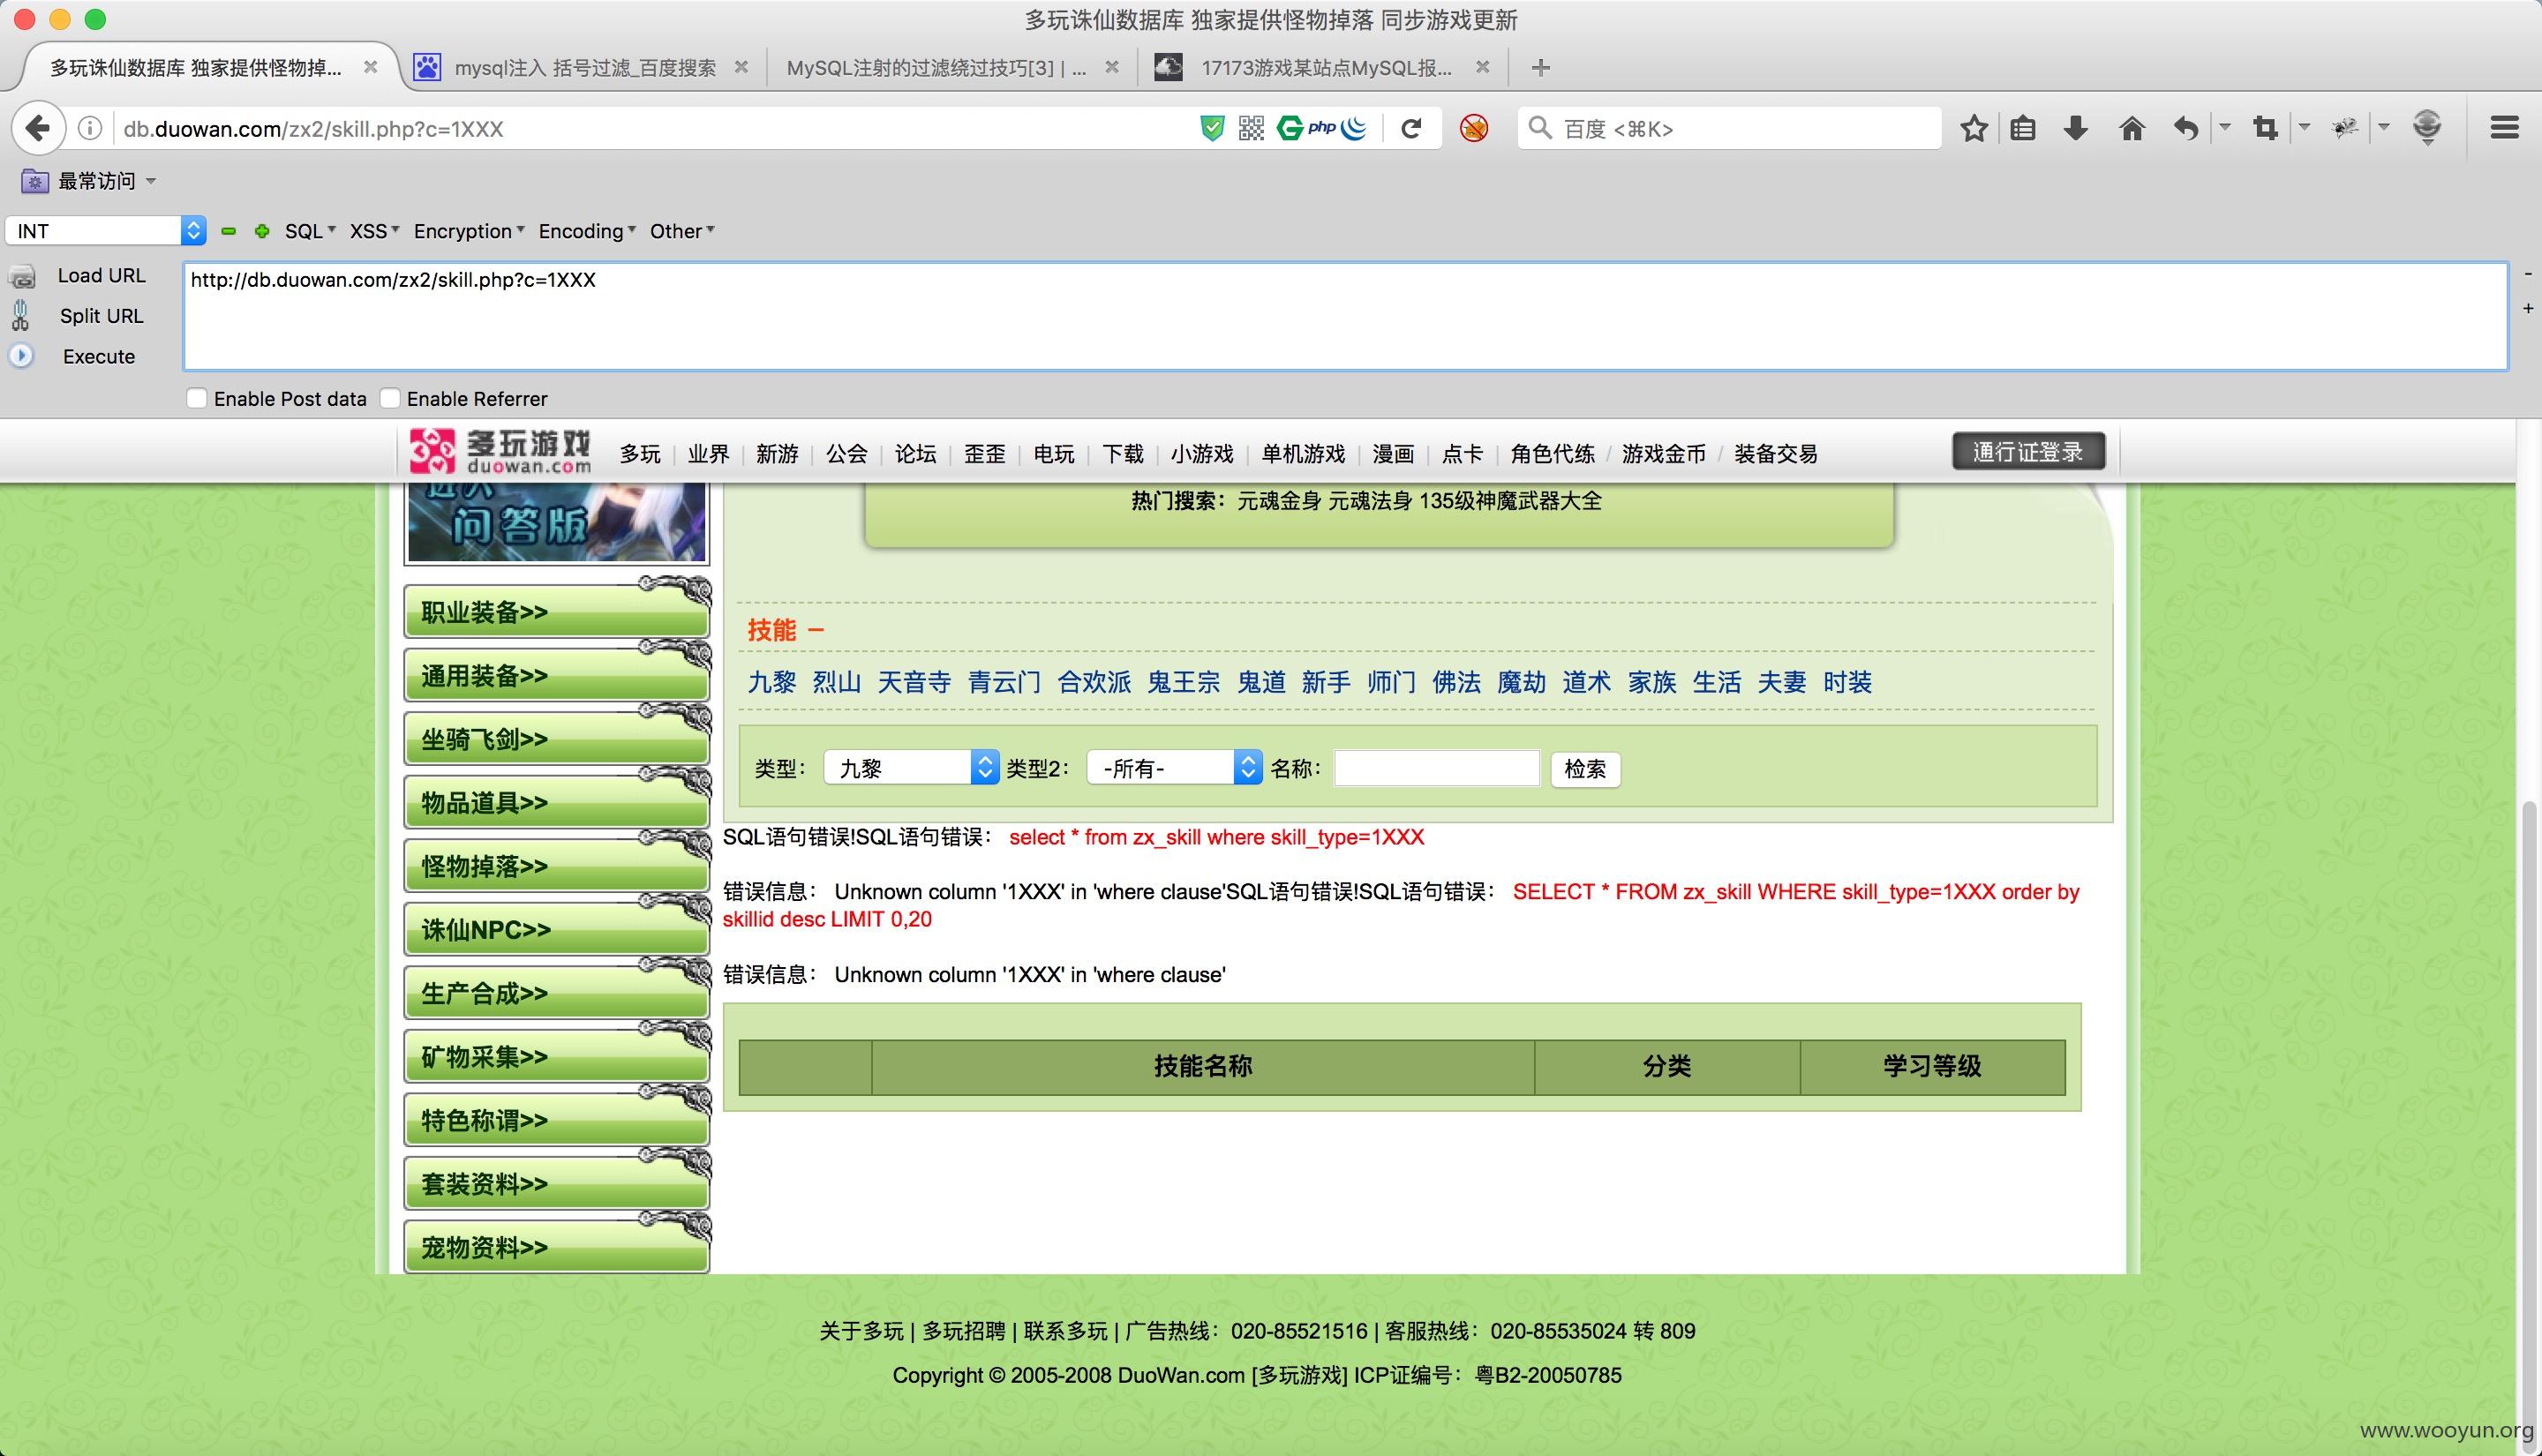 多玩诛仙数据库 独家提供怪物掉落 同步游戏更新
多玩诛仙数据库 独家提供怪物掉...
mysql注入 括号过滤_百度搜索
MySQL注射的过滤绕过技巧[3] | ...
17173游戏某站点MySQL报...
db.duowan.com/zx2/skill.php?c=1XXX
php
百度 <⌘K>
最常访问
INT SQL XSS Encryption Encoding Other
Load URL
http://db.duowan.com/zx2/skill.php?c=1XXX
Split URL
Execute
Enable Post data Enable Referrer
多玩游戏
duowan.com
多玩 | 业界 | 新游 | 公会 | 论坛 | 歪歪 | 电玩 | 下载 | 小游戏 | 单机游戏 | 漫画 | 点卡 | 角色代练 / 游戏金币 / 装备交易
通行证登录
问答版
热门搜索：元魂金身 元魂法身 135级神魔武器大全
职业装备>>
通用装备>>
坐骑飞剑>>
物品道具>>
怪物掉落>>
诛仙NPC>>
生产合成>>
矿物采集>>
特色称谓>>
套装资料>>
宠物资料>>
技能 －
九黎 烈山 天音寺 青云门 合欢派 鬼王宗 鬼道 新手 师门 佛法 魔劫 道术 家族 生活 夫妻 时装
类型： 九黎 类型2： -所有- 名称： 检索
SQL语句错误!SQL语句错误： select * from zx_skill where skill_type=1XXX
错误信息： Unknown column '1XXX' in 'where clause'SQL语句错误!SQL语句错误： SELECT * FROM zx_skill WHERE skill_type=1XXX order by
skillid desc LIMIT 0,20
错误信息： Unknown column '1XXX' in 'where clause'
技能名称 分类 学习等级
关于多玩 | 多玩招聘 | 联系多玩 | 广告热线：020-85521516 | 客服热线：020-85535024 转 809
Copyright © 2005-2008 DuoWan.com [多玩游戏] ICP证编号：粤B2-20050785
www.wooyun.org